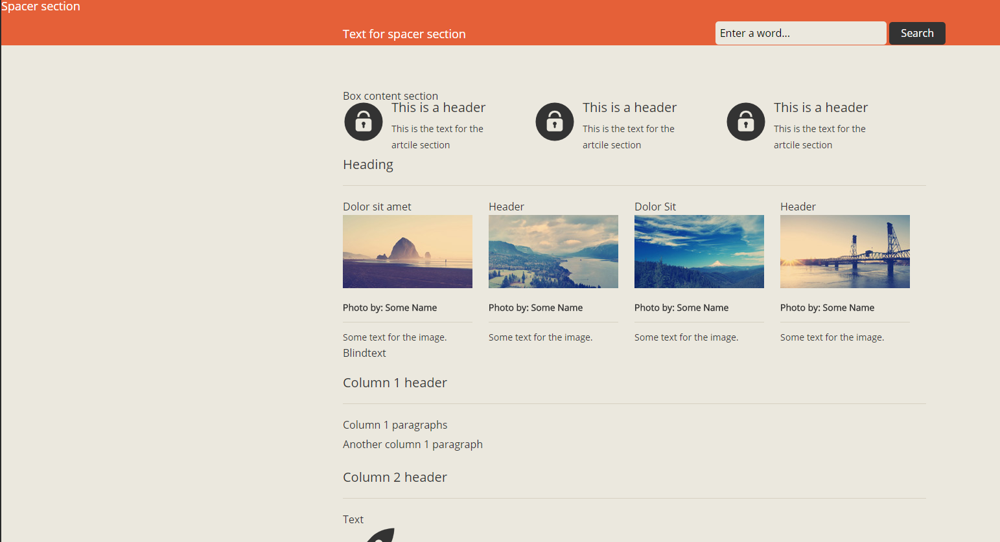 Spacer section
Text for spacer section
Enter a word...
Search
Box content section
This is a header
This is the text for the
artcile section
This is a header
This is the text for the
artcile section
This is a header
This is the text for the
artcile section
Heading
Dolor sit amet
Header
Dolor Sit
Header
Photo by: Some Name
Photo by: Some Name
Photo by: Some Name
Photo by: Some Name
Some text for the image.
Some text for the image.
Some text for the image.
Some text for the image.
Blindtext
Column 1 header
Column 1 paragraphs
Another column 1 paragraph
Column 2 header
Text